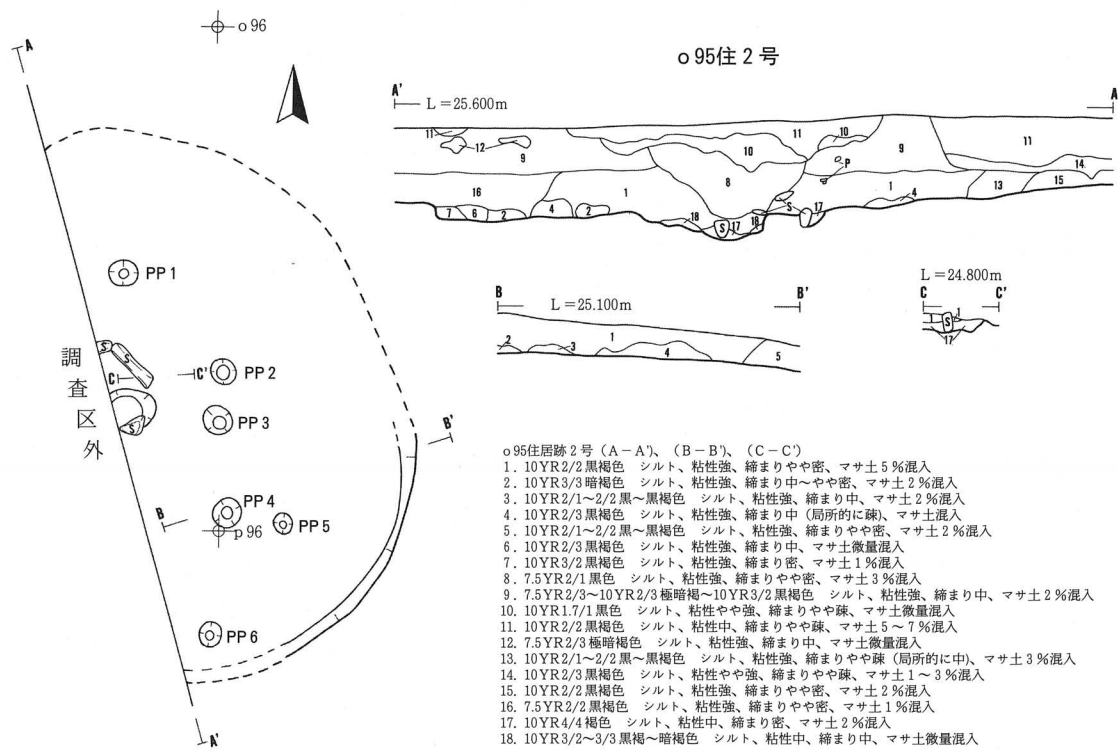 o 96
A
o 95住 2 号
A'
L = 25.600m
A
11
12
9
10
11
10
9
11
P
14
16
1
8
1
4
13
15
7
6
2
4
2
18
S
17
18
S
17
B
L = 25.100m
B'
2
3
1
4
5
L = 24.800m
C
C'
S
1
17
PP 1
S
S
調査区外
C
C'
PP 2
S
PP 3
B'
PP 4
B
p 96
PP 5
PP 6
A'
o 95住居跡 2 号 (A-A')、(B-B')、(C-C')
1. 10YR2/2 黒褐色 シルト、粘性強、締まりやや密、マサ土 5 %混入
2. 10YR3/3 暗褐色 シルト、粘性強、締まり中~やや密、マサ土 2 %混入
3. 10YR2/1~2/2 黒~黒褐色 シルト、粘性強、締まり中、マサ土 2 %混入
4. 10YR2/3 黒褐色 シルト、粘性強、締まり中 (局所的に疎)、マサ土混入
5. 10YR2/1~2/2 黒~黒褐色 シルト、粘性強、締まりやや密、マサ土 2 %混入
6. 10YR2/3 黒褐色 シルト、粘性強、締まり中、マサ土微量混入
7. 10YR3/2 黒褐色 シルト、粘性強、締まり密、マサ土 1 %混入
8. 7.5YR2/1 黒色 シルト、粘性強、締まりやや密、マサ土 3 %混入
9. 7.5YR2/3~10YR2/3 極暗褐~10YR3/2 黒褐色 シルト、粘性強、締まり中、マサ土 2 %混入
10. 10YR1.7/1 黒色 シルト、粘性やや強、締まりやや疎、マサ土微量混入
11. 10YR2/2 黒褐色 シルト、粘性中、締まりやや疎、マサ土 5 ~ 7 %混入
12. 7.5YR2/3 極暗褐色 シルト、粘性強、締まり中、マサ土微量混入
13. 10YR2/1~2/2 黒~黒褐色 シルト、粘性強、締まりやや疎 (局所的に中)、マサ土 3 %混入
14. 10YR2/3 黒褐色 シルト、粘性やや強、締まりやや疎、マサ土 1 ~ 3 %混入
15. 10YR2/2 黒褐色 シルト、粘性強、締まりやや密、マサ土 2 %混入
16. 7.5YR2/2 黒褐色 シルト、粘性強、締まりやや密、マサ土 1 %混入
17. 10YR4/4 褐色 シルト、粘性中、締まり密、マサ土 2 %混入
18. 10YR3/2~3/3 黒褐~暗褐色 シルト、粘性中、締まり中、マサ土微量混入